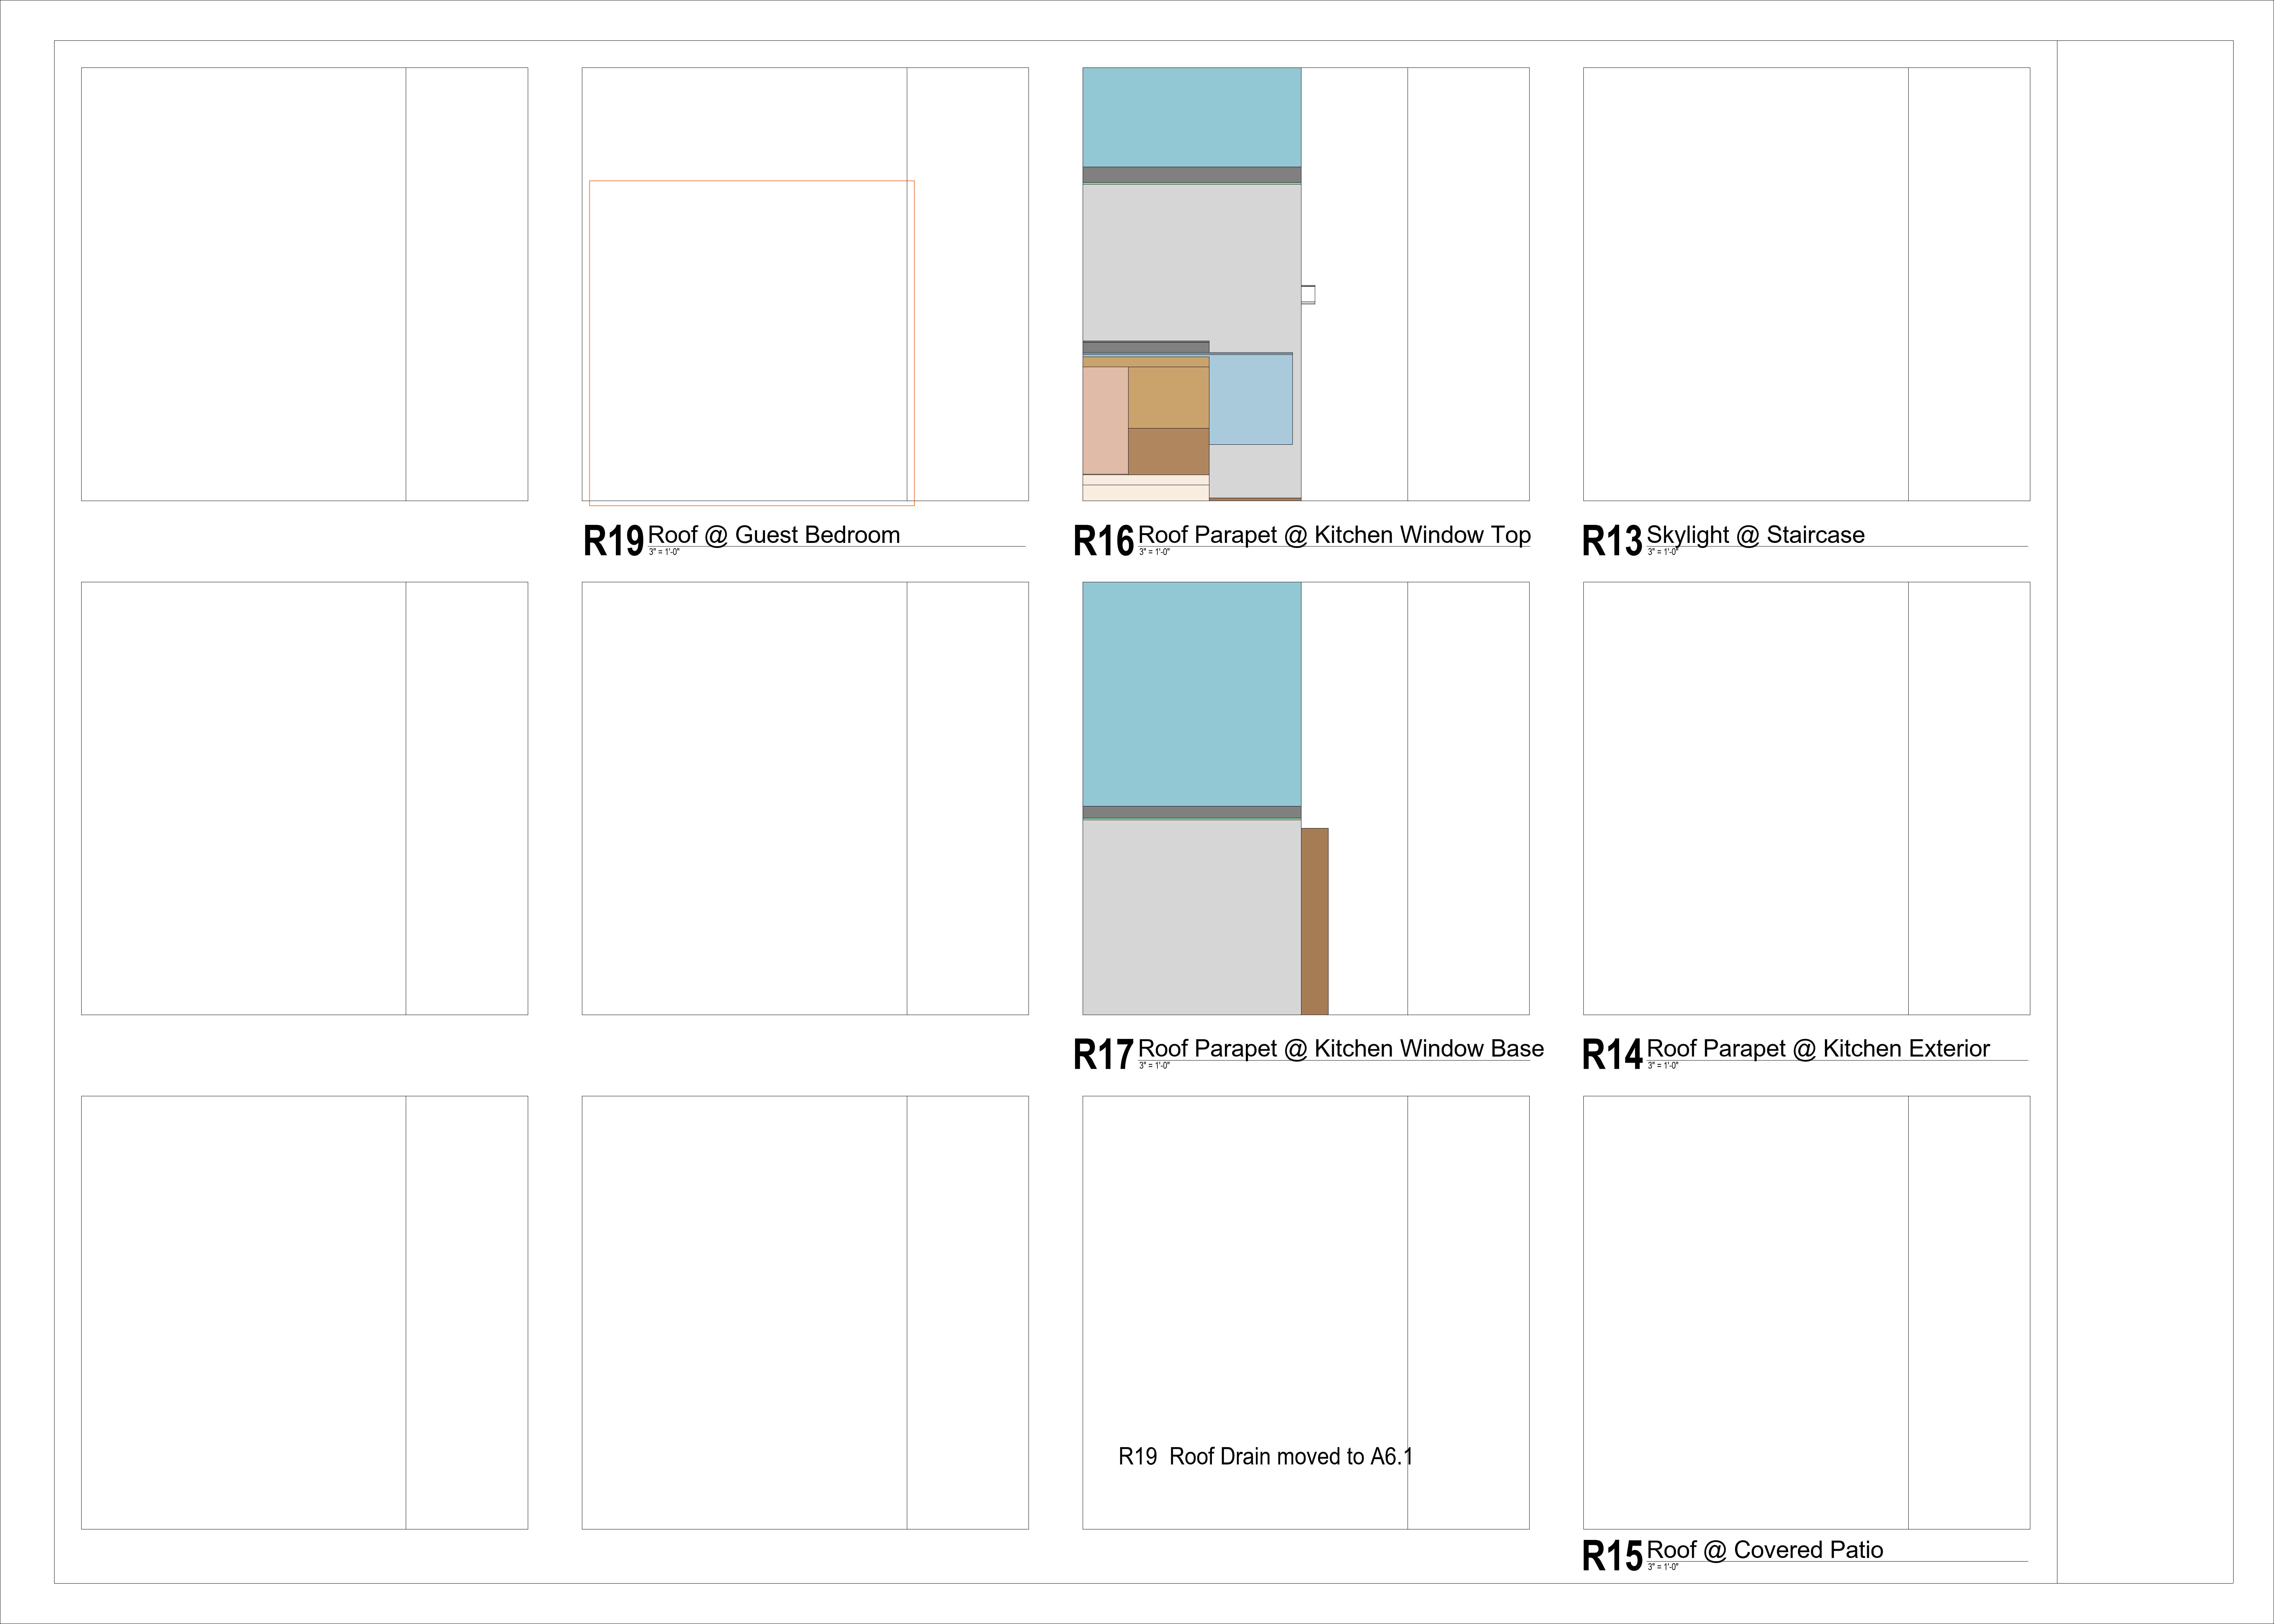 R19 Roof @ Guest Bedroom
3" = 1'-0"
R16 Roof Parapet @ Kitchen Window Top
3" = 1'-0"
R13 Skylight @ Staircase
3" = 1'-0"
R17 Roof Parapet @ Kitchen Window Base
3" = 1'-0"
R14 Roof Parapet @ Kitchen Exterior
3" = 1'-0"
R19 Roof Drain moved to A6.1
R15 Roof @ Covered Patio
3" = 1'-0"